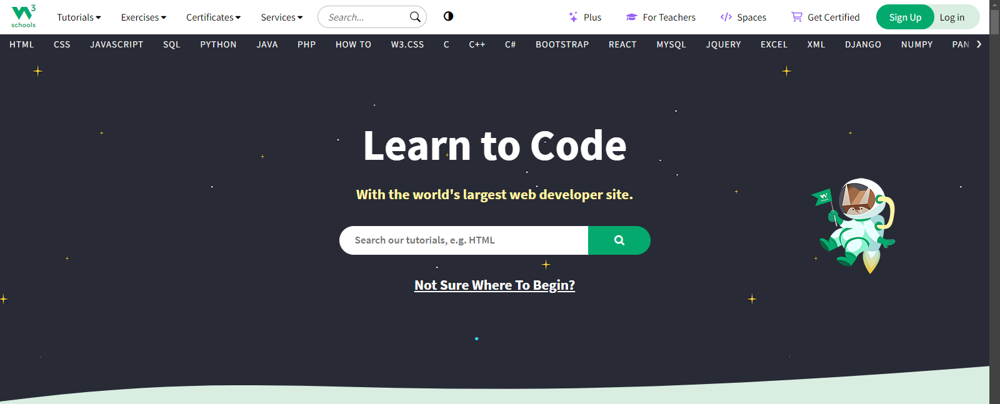 W3 schools
Tutorials Exercises Certificates Services Search... Plus For Teachers Spaces Get Certified Sign Up Log in
HTML CSS JAVASCRIPT SQL PYTHON JAVA PHP HOW TO W3.CSS C C++ C# BOOTSTRAP REACT MYSQL JQUERY EXCEL XML DJANGO NUMPY PAN
Learn to Code
With the world's largest web developer site.
Search our tutorials, e.g. HTML
Not Sure Where To Begin?